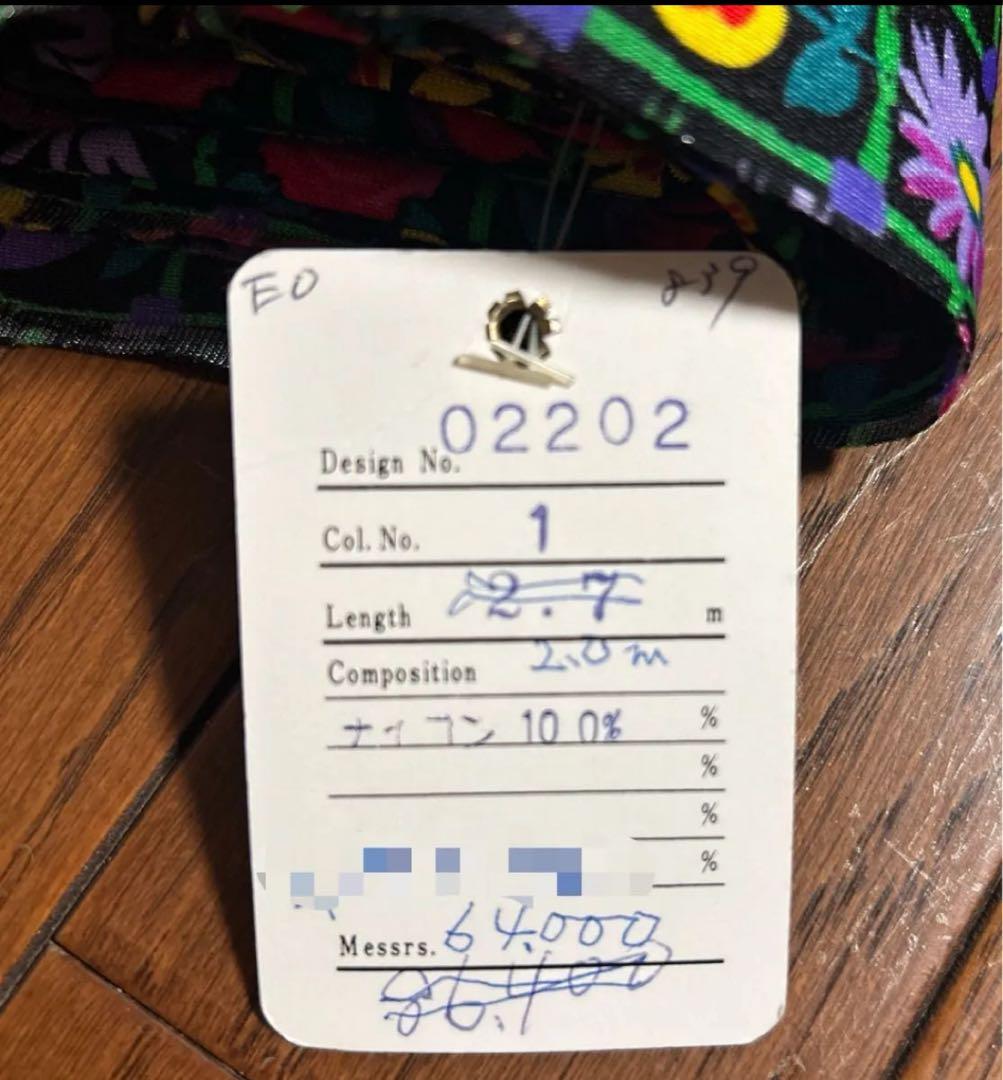 EO 839
Design No. 02202
Col. No. 1
Length 2.7 m
Composition 2.0m
ナイロン 100% %
%
%
%
Messrs. 64.000
86.400